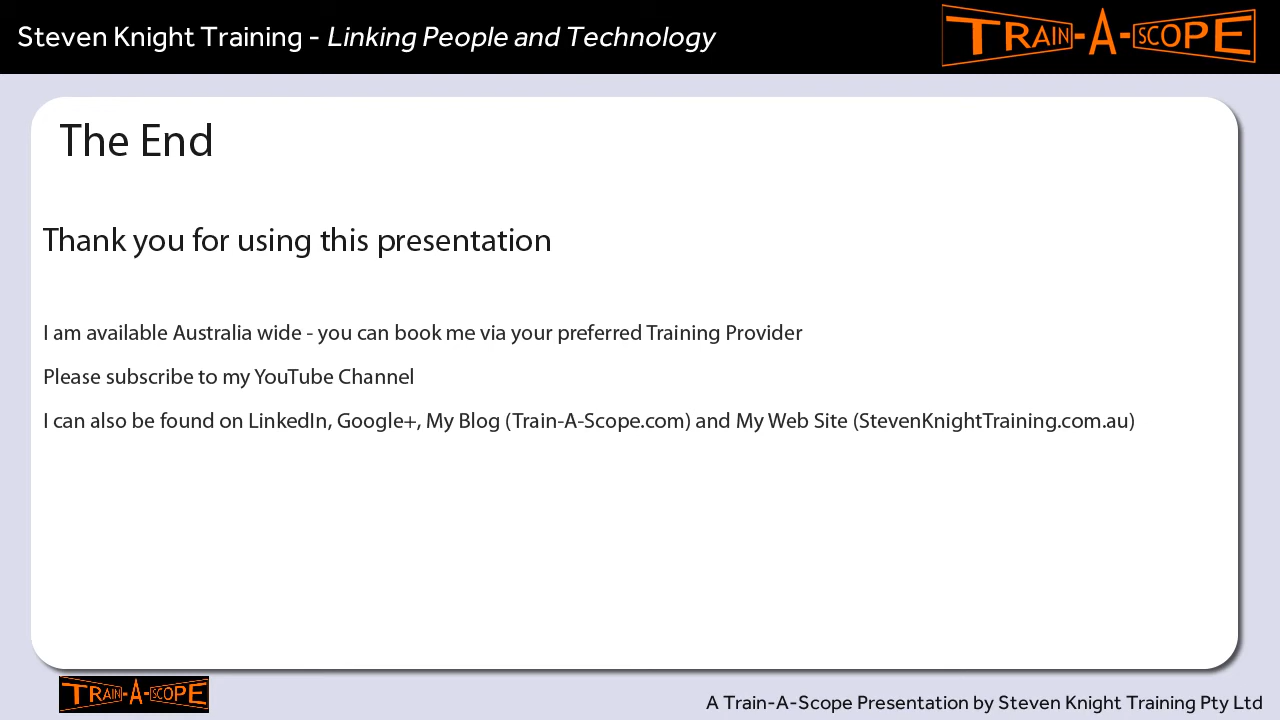 Steven Knight Training - Linking People and Technology
TRAIN-A-SCOPE
The End
Thank you for using this presentation
I am available Australia wide - you can book me via your preferred Training Provider
Please subscribe to my YouTube Channel
I can also be found on LinkedIn, Google+, My Blog (Train-A-Scope.com) and My Web Site (StevenKnightTraining.com.au)
TRAIN-A-SCOPE
A Train-A-Scope Presentation by Steven Knight Training Pty Ltd